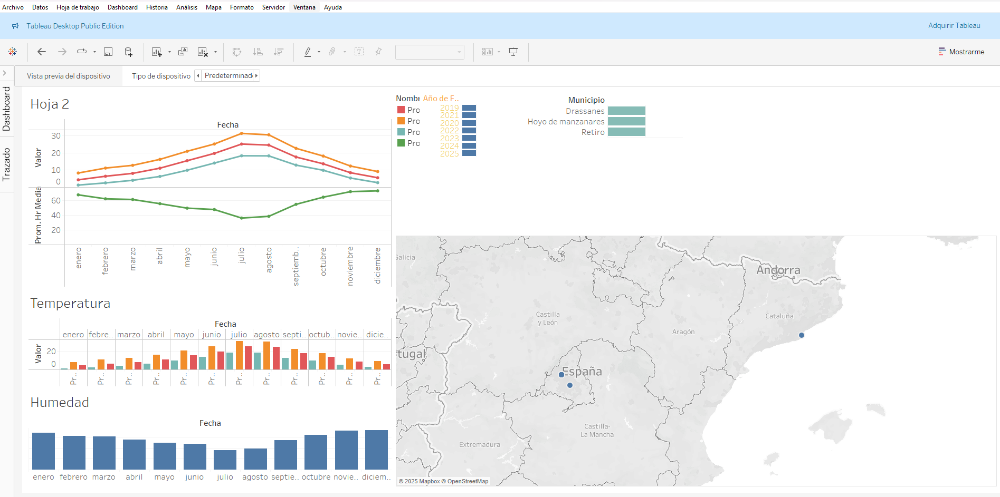 Archivo Datos Hoja de trabajo Dashboard Historia Análisis Mapa Formato Servidor Ventana Ayuda
Tableau Desktop Public Edition
Adquirir Tableau
Mostrarme
Vista previa del dispositivo
Tipo de dispositivo
Predeterminad
Dashboard
Trazado
Hoja 2
Fecha
Valor
30
20
10
0
Prom. Hr Media
60
40
20
enero febrero marzo abril mayo junio julio agosto septiemb.. octubre noviembre diciembre
Temperatura
Fecha
enero febre.. marzo abril mayo junio julio agosto septi.. octub.. novie.. dicie..
Valor
20
0
Pr.. Pr.. Pr.. Pr.. Pr.. Pr.. Pr.. Pr.. Pr.. Pr.. Pr.. Pr..
Humedad
Fecha
enero febrero marzo abril mayo junio julio agosto septie.. octubre novie.. diciem..
Nombr
Pro
Pro
Pro
Pro
Año de F..
2019
2021
2020
2022
2023
2024
2025
Municipio
Drassanes
Hoyo de manzanares
Retiro
Galicia
Andorra
Castilla
y León
Cataluña
Aragón
tugal
España
Castilla-
La Mancha
Extremadura
© 2025 Mapbox © OpenStreetMap